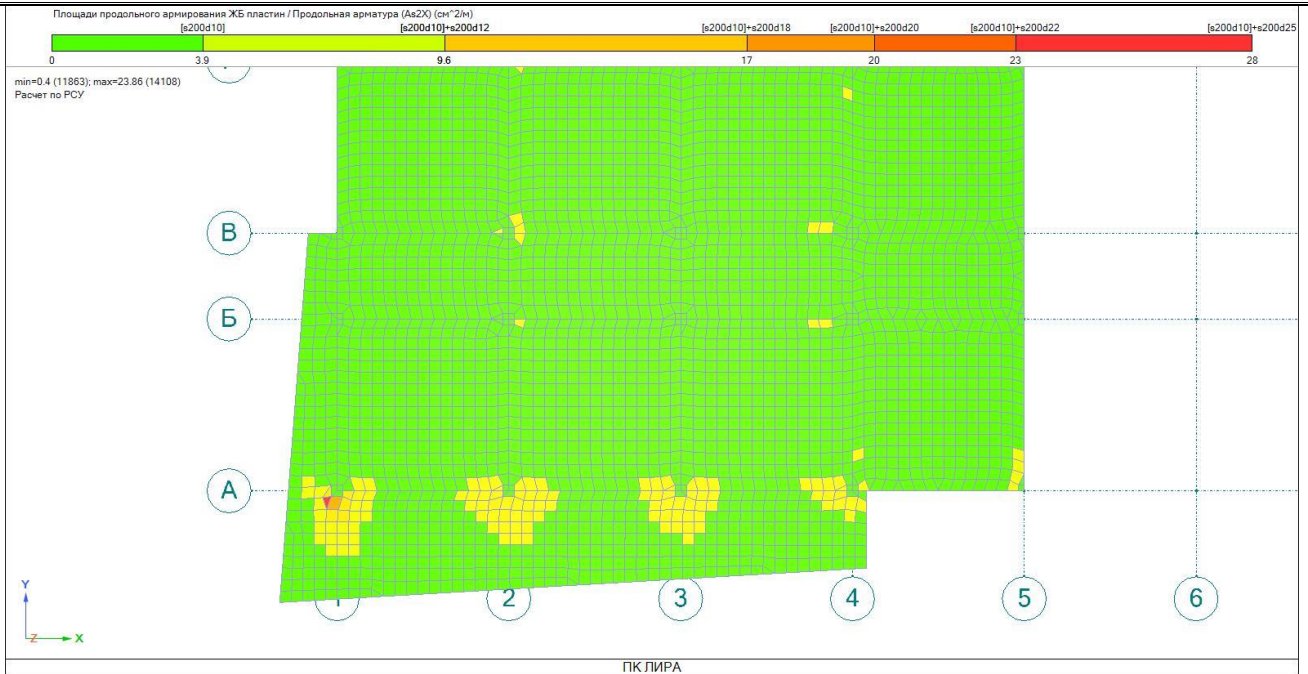 Площади продольного армирования ЖБ пластин / Продольная арматура (As2X) (см^2/м)
[s200d10] [s200d10]+s200d12 [s200d10]+s200d18 [s200d10]+s200d20 [s200d10]+s200d22 [s200d10]+s200d25
0 3.9 9.6 17 20 23 28
min=0.4 (11863); max=23.86 (14108)
Расчет по РСУ
В
Б
А
Y
Z X
1 2 3 4 5 6
ПК ЛИРА